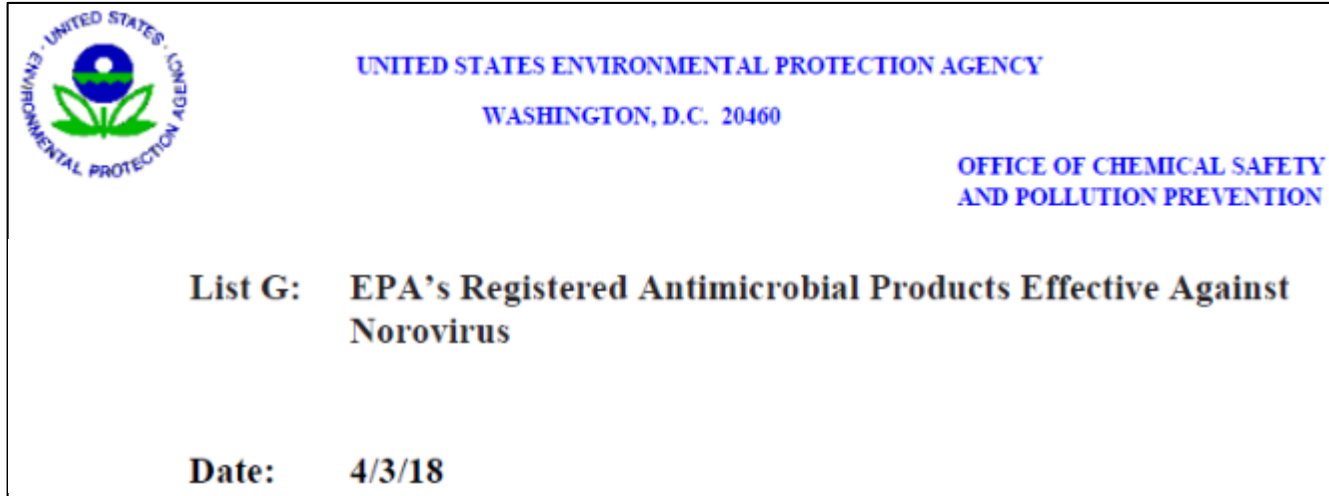 UNITED STATES · ENVIRONMENTAL PROTECTION AGENCY ·
UNITED STATES ENVIRONMENTAL PROTECTION AGENCY
WASHINGTON, D.C. 20460
OFFICE OF CHEMICAL SAFETY
AND POLLUTION PREVENTION
List G: EPA’s Registered Antimicrobial Products Effective Against
Norovirus
Date: 4/3/18